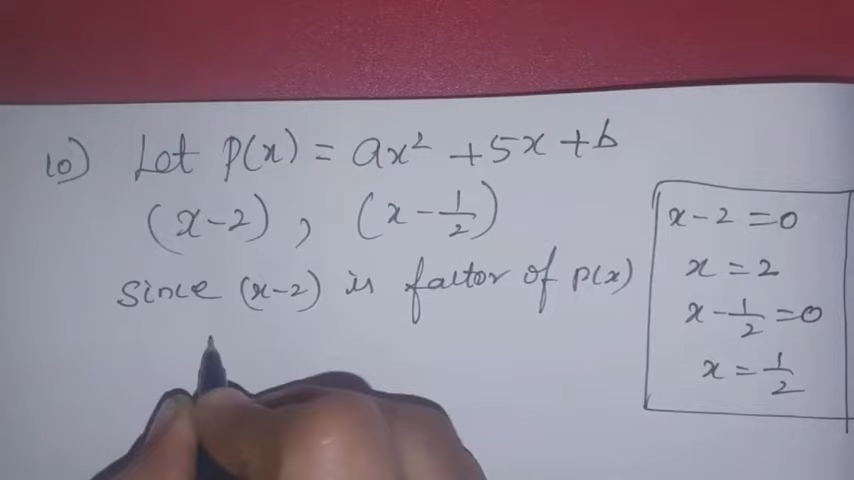 10) Let P(x) = ax² + 5x + b
(x-2), (x - 1/2)
Since (x-2) is factor of P(x)
x - 2 = 0
x = 2
x - 1/2 = 0
x = 1/2